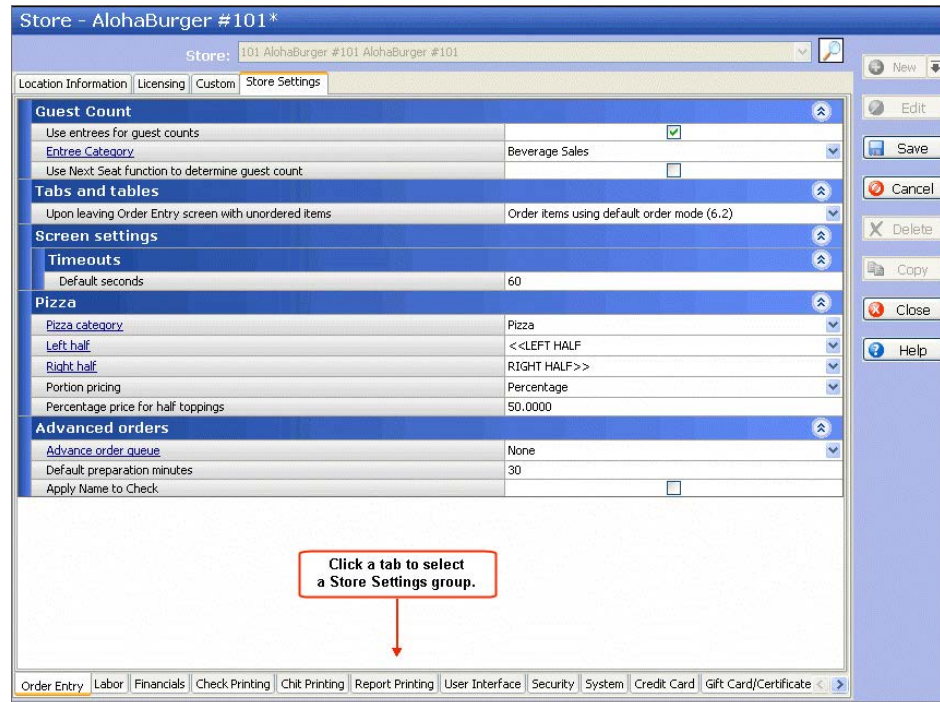 Store - AlohaBurger #101*
Store: 101 AlohaBurger #101 AlohaBurger #101
New
Location Information Licensing Custom Store Settings
Guest Count
Edit
Use entrees for guest counts
Entree Category Beverage Sales
Save
Use Next Seat function to determine guest count
Tabs and tables
Cancel
Upon leaving Order Entry screen with unordered items Order items using default order mode (6.2)
Screen settings
Delete
Timeouts
Copy
Default seconds 60
Pizza
Close
Pizza category Pizza
Left half <<LEFT HALF
Help
Right half RIGHT HALF>>
Portion pricing Percentage
Percentage price for half toppings 50.0000
Advanced orders
Advance order queue None
Default preparation minutes 30
Apply Name to Check
Click a tab to select
a Store Settings group.
Order Entry Labor Financials Check Printing Chit Printing Report Printing User Interface Security System Credit Card Gift Card/Certificate